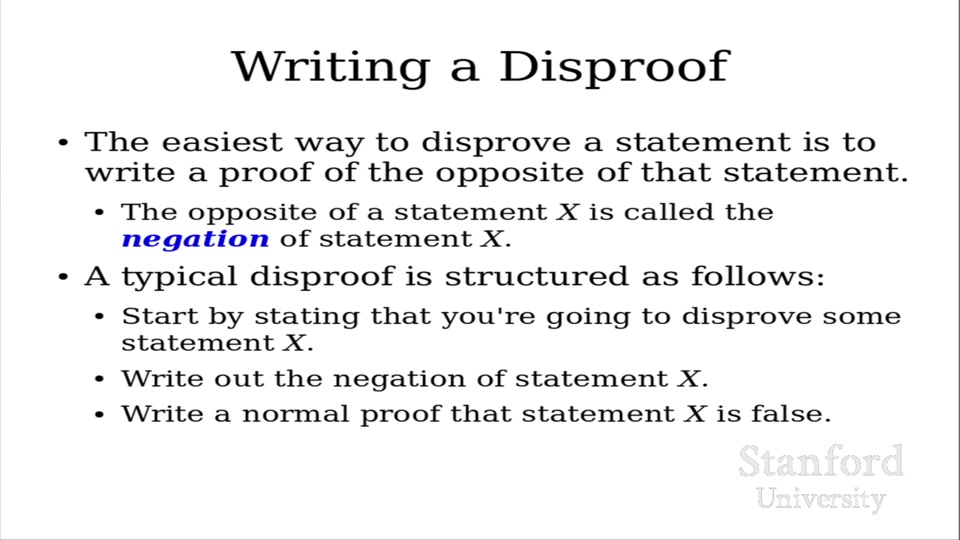 Writing a Disproof
• The easiest way to disprove a statement is to
write a proof of the opposite of that statement.
• The opposite of a statement X is called the
negation of statement X.
• A typical disproof is structured as follows:
• Start by stating that you're going to disprove some
statement X.
• Write out the negation of statement X.
• Write a normal proof that statement X is false.
Stanford
University